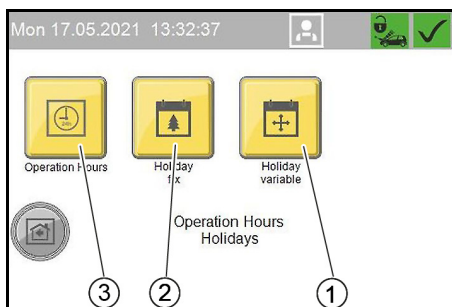 Mon 17.05.2021 13:32:37
24h
Operation Hours
Holiday
fix
Holiday
variable
Operation Hours
Holidays
3
2
1